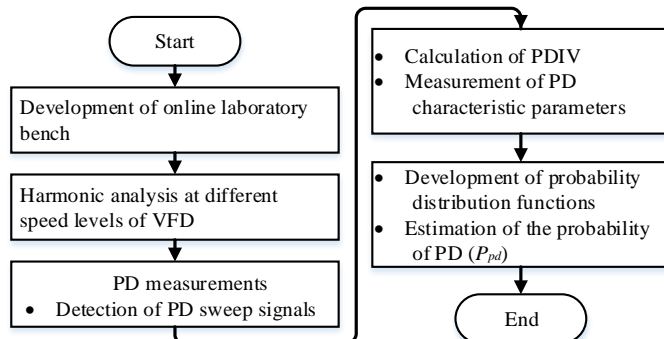 Start
Development of online laboratory
bench
Harmonic analysis at different
speed levels of VFD
PD measurements
• Detection of PD sweep signals
• Calculation of PDIV
• Measurement of PD
characteristic parameters
• Development of probability
distribution functions
• Estimation of the probability
of PD (Ppd)
End